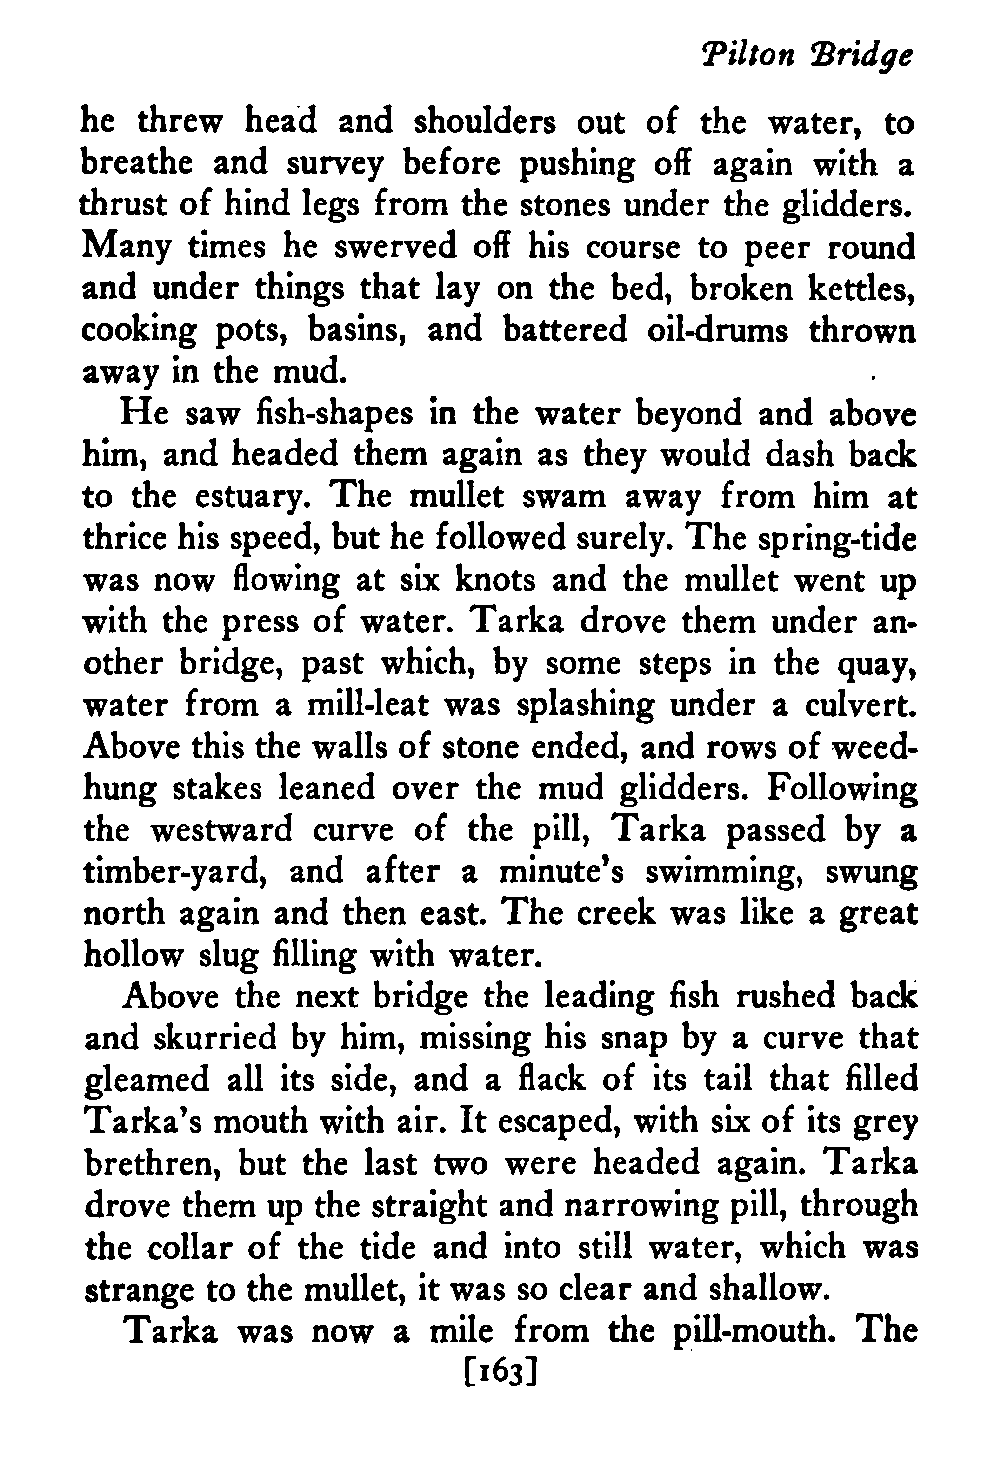 Pilton Bridge
he threw head and shoulders out of the water, to
breathe and survey before pushing off again with a
thrust of hind legs from the stones under the glidders.
Many times he swerved off his course to peer round
and under things that lay on the bed, broken kettles,
cooking pots, basins, and battered oil-drums thrown
away in the mud.
He saw fish-shapes in the water beyond and above
him, and headed them again as they would dash back
to the estuary. The mullet swam away from him at
thrice his speed, but he followed surely. The spring-tide
was now flowing at six knots and the mullet went up
with the press of water. Tarka drove them under an-
other bridge, past which, by some steps in the quay,
water from a mill-leat was splashing under a culvert.
Above this the walls of stone ended, and rows of weed-
hung stakes leaned over the mud glidders. Following
the westward curve of the pill, Tarka passed by a
timber-yard, and after a minute's swimming, swung
north again and then east. The creek was like a great
hollow slug filling with water.
Above the next bridge the leading fish rushed back
and skurried by him, missing his snap by a curve that
gleamed all its side, and a flack of its tail that filled
Tarka's mouth with air. It escaped, with six of its grey
brethren, but the last two were headed again. Tarka
drove them up the straight and narrowing pill, through
the collar of the tide and into still water, which was
strange to the mullet, it was so clear and shallow.
Tarka was now a mile from the pill-mouth. The
[163]